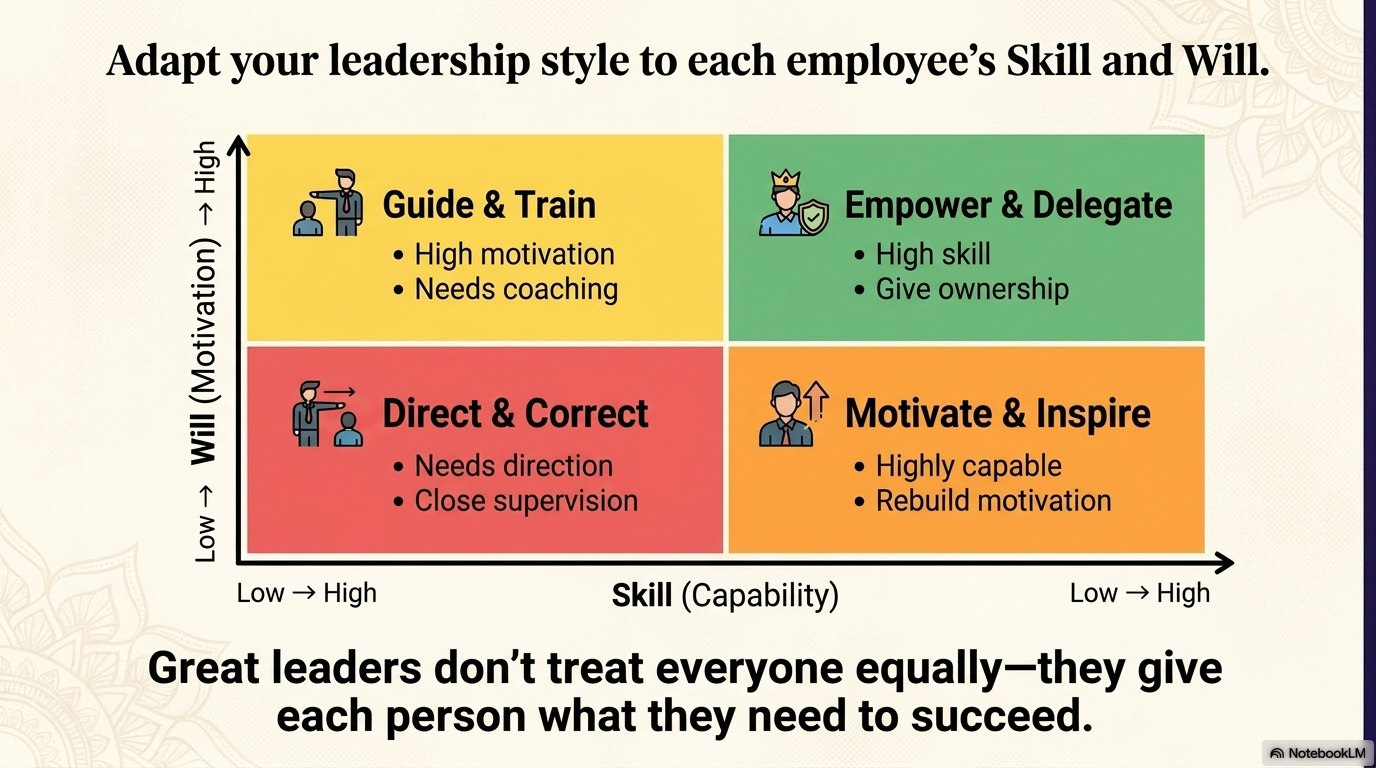 Adapt your leadership style to each employee’s Skill and Will.
Low → Will (Motivation) → High
Guide & Train
• High motivation
• Needs coaching
Empower & Delegate
• High skill
• Give ownership
Direct & Correct
• Needs direction
• Close supervision
Motivate & Inspire
• Highly capable
• Rebuild motivation
Low → High
Skill (Capability)
Low → High
Great leaders don’t treat everyone equally—they give
each person what they need to succeed.
NotebookLM